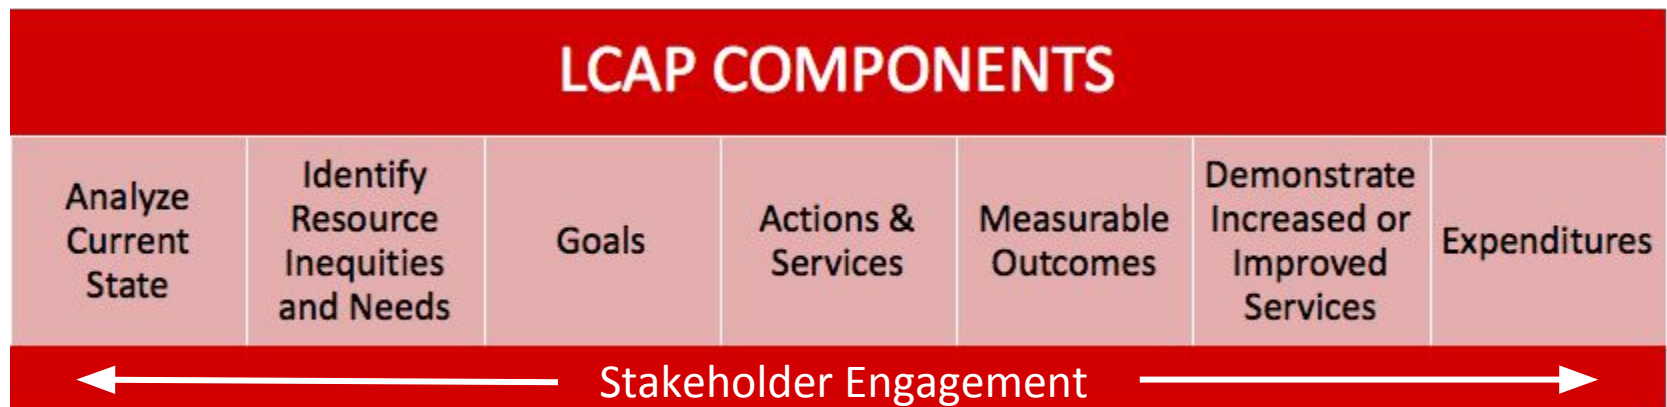 LCAP COMPONENTS
Analyze
Current
State
Identify
Resource
Inequities
and Needs
Goals
Actions &
Services
Measurable
Outcomes
Demonstrate
Increased or
Improved
Services
Expenditures
Stakeholder Engagement